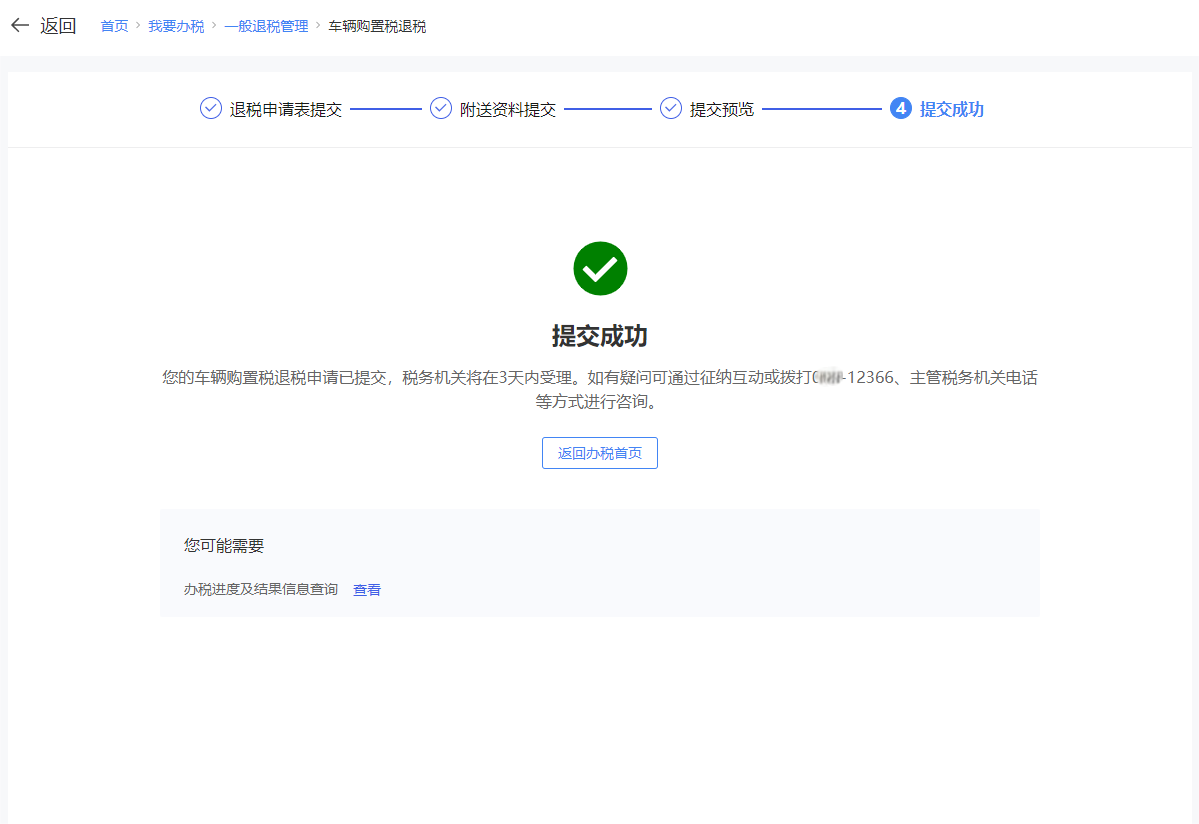 返回 首页 > 我要办税 > 一般退税管理 > 车辆购置税退税
退税申请表提交 附送资料提交 提交预览 4 提交成功
提交成功
您的车辆购置税退税申请已提交，税务机关将在3天内受理。如有疑问可通过征纳互动或拨打-12366、主管税务机关电话
等方式进行咨询。
返回办税首页
您可能需要
办税进度及结果信息查询 查看